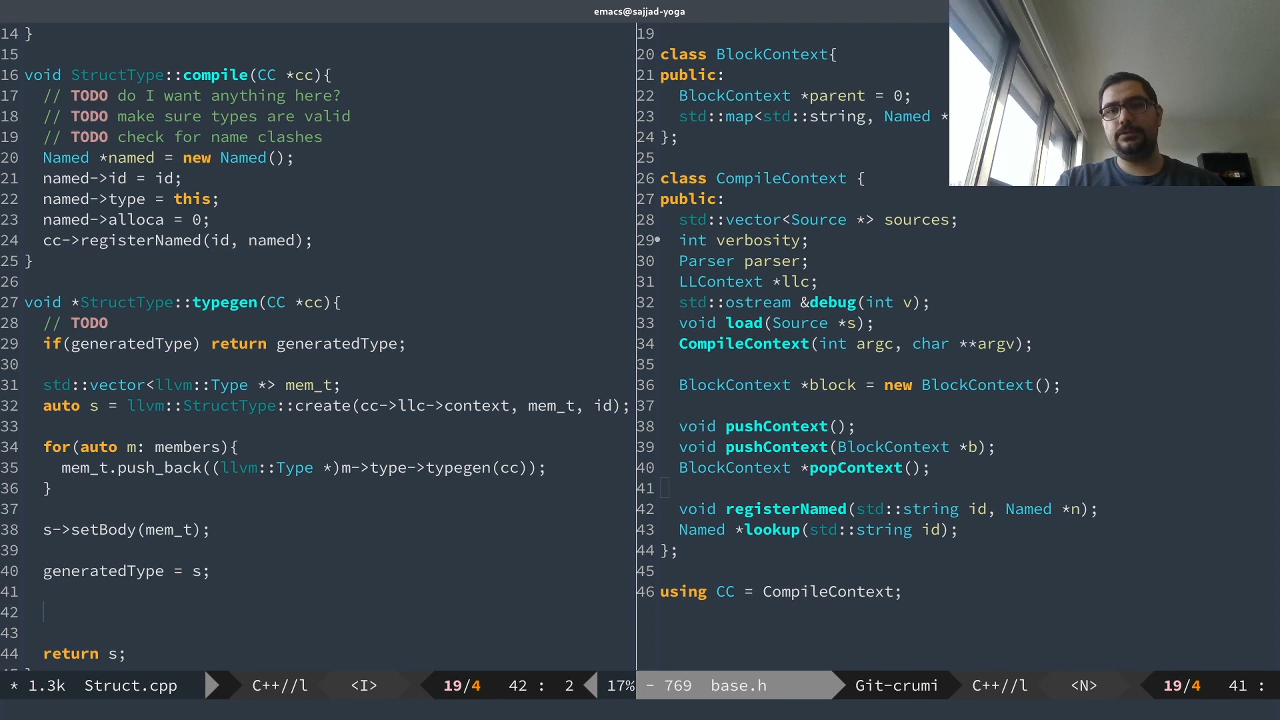 emacs@sajjad-yoga
14 }
15
16 void StructType::compile(CC *cc){
17   // TODO do I want anything here?
18   // TODO make sure types are valid
19   // TODO check for name clashes
20   Named *named = new Named();
21   named->id = id;
22   named->type = this;
23   named->alloca = 0;
24   cc->registerNamed(id, named);
25 }
26
27 void *StructType::typegen(CC *cc){
28   // TODO
29   if(generatedType) return generatedType;
30
31   std::vector<llvm::Type *> mem_t;
32   auto s = llvm::StructType::create(cc->llc->context, mem_t, id);
33
34   for(auto m: members){
35     mem_t.push_back((llvm::Type *)m->type->typegen(cc));
36   }
37
38   s->setBody(mem_t);
39
40   generatedType = s;
41
42
43
44   return s;
* 1.3k Struct.cpp C++//l <I> 19/4 42 : 2 17%
19
20 class BlockContext{
21 public:
22   BlockContext *parent = 0;
23   std::map<std::string, Named *
24 };
25
26 class CompileContext {
27 public:
28   std::vector<Source *> sources;
29   int verbosity;
30   Parser parser;
31   LLContext *llc;
32   std::ostream &debug(int v);
33   void load(Source *s);
34   CompileContext(int argc, char **argv);
35
36   BlockContext *block = new BlockContext();
37
38   void pushContext();
39   void pushContext(BlockContext *b);
40   BlockContext *popContext();
41
42   void registerNamed(std::string id, Named *n);
43   Named *lookup(std::string id);
44 };
45
46 using CC = CompileContext;
- 769 base.h Git-crumi C++//l <N> 19/4 41 :